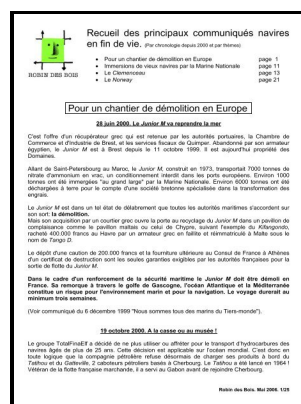 Recueil des principaux communiqués navires
en fin de vie. (Par chronologie depuis 2000 et par thèmes)
• Pour un chantier de démolition en Europe page 1
• Immersions de vieux navires par la Marine Nationale page 11
• Le Clemenceau page 13
• Le Norway page 21
ROBIN DES BOIS
Pour un chantier de démolition en Europe
28 juin 2000. Le Junior M va reprendre la mer
C'est l'offre d'un récupérateur grec qui est retenue par les autorités portuaires, la Chambre de
Commerce et d'Industrie de Brest, et les services fiscaux de Quimper. Abandonné par son armateur
égyptien, le Junior M est à Brest depuis le 11 octobre 1999. Il est aujourd'hui propriété des
Domaines.
Allant de Saint-Petersbourg au Maroc, le Junior M, construit en 1973, transportait 7000 tonnes de
nitrate d'ammonium en vrac, un conditionnement interdit dans les ports européens. Environ 1000
tonnes ont été immergées "au grand large" par la Marine Nationale. Environ 6000 tonnes ont été
déchargées à terre pour le compte d'une société bretonne spécialisée dans la transformation des
engrais.
Le Junior M est dans un tel état de délabrement que toutes les autorités maritimes s'accordent sur
son sort: la démolition.
Mais son acquisition par un courtier grec ouvre la porte au recyclage du Junior M dans un pavillon de
complaisance comme le pavillon maltais ou celui de Chypre, suivant l'exemple du Kifangondo,
racheté 400.000 francs au Havre par un armateur grec en faillite et réimmatriculé à Malte sous le
nom de Tango D.
Le dépôt d'une caution de 200.000 francs et la fourniture ultérieure au Consul de France à Athènes
d'un certificat de destruction sont les seules garanties exigées par les autorités françaises pour la
sortie de flotte du Junior M.
Dans le cadre d'un renforcement de la sécurité maritime le Junior M doit être démoli en
France. Sa remorque à travers le golfe de Gascogne, l'océan Atlantique et la Méditerranée
constitue un risque pour l'environnement marin et pour la navigation. Le voyage durerait au
minimum trois semaines.
(Voir communiqué du 6 décembre 1999 "Nous sommes tous des marins du Tiers-monde").
19 octobre 2000. A la casse ou au musée !
Le groupe TotalFinaElf a décidé de ne plus utiliser ou affréter pour le transport d'hydrocarbures des
navires âgés de plus de 25 ans. Cette décision est applicable sur l'océan mondial. C'est donc en
toute logique que la compagnie pétrolière refuse désormais de charger ses produits à bord du
Tatihou et du Gatteville, 2 caboteurs pétroliers basés à Cherbourg. Le Tatihou a été lancé en 1964 !
Vétéran de la flotte française marchande, il a servi au Gabon avant de rejoindre Cherbourg.
Robin des Bois. Mai 2006. 1/25